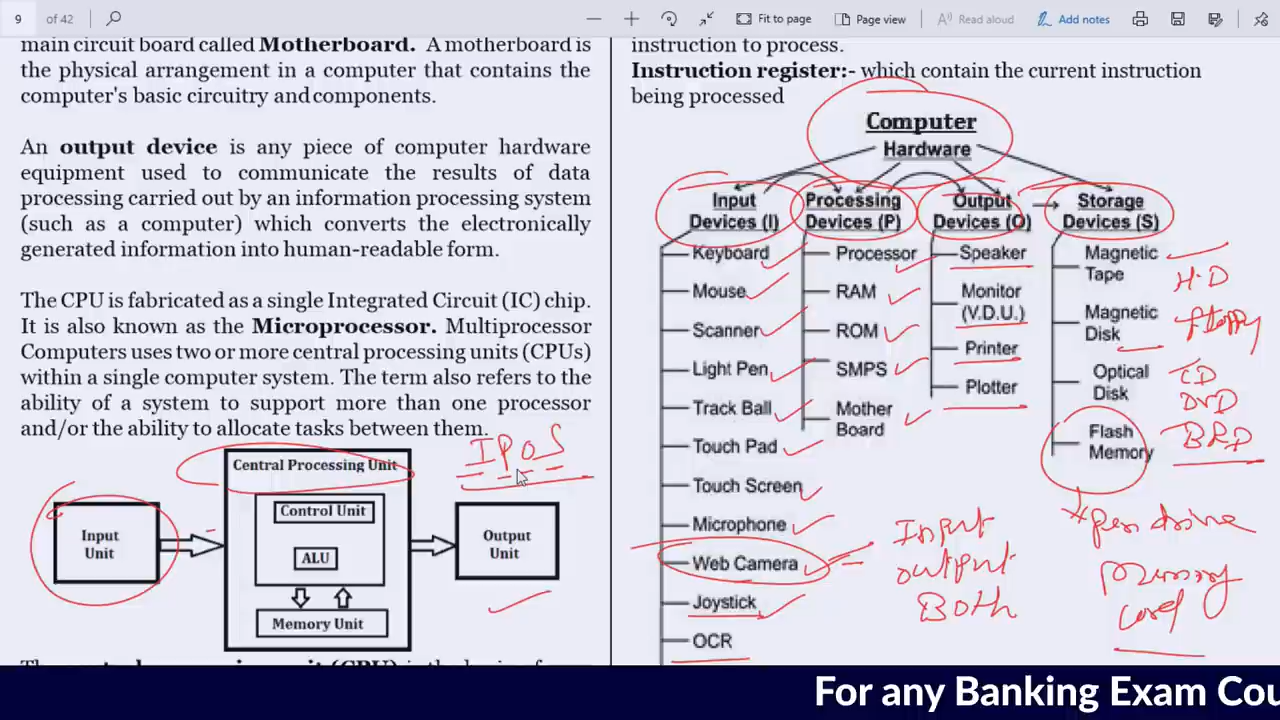 9 of 42 Fit to page Page view Read aloud Add notes
main circuit board called Motherboard. A motherboard is
the physical arrangement in a computer that contains the
computer's basic circuitry and components.
An output device is any piece of computer hardware
equipment used to communicate the results of data
processing carried out by an information processing system
(such as a computer) which converts the electronically
generated information into human-readable form.
The CPU is fabricated as a single Integrated Circuit (IC) chip.
It is also known as the Microprocessor. Multiprocessor
Computers uses two or more central processing units (CPUs)
within a single computer system. The term also refers to the
ability of a system to support more than one processor
and/or the ability to allocate tasks between them.
IPOS
Central Processing Unit
Control Unit
ALU
Memory Unit
Input
Unit
Output
Unit
instruction to process.
Instruction register:- which contain the current instruction
being processed
Computer
Hardware
Input
Devices (I)
Keyboard
Mouse
Scanner
Light Pen
Track Ball
Touch Pad
Touch Screen
Microphone
Web Camera
Joystick
OCR
Processing
Devices (P)
Processor
RAM
ROM
SMPS
Mother
Board
Output
Devices (O)
Speaker
Monitor
(V.D.U.)
Printer
Plotter
Storage
Devices (S)
Magnetic
Tape
H.D
Magnetic
Disk
floppy
Optical
Disk
CD
DVD
BRD
Flash
Memory
pen drive
memory
Input
output
Both
For any Banking Exam Cou